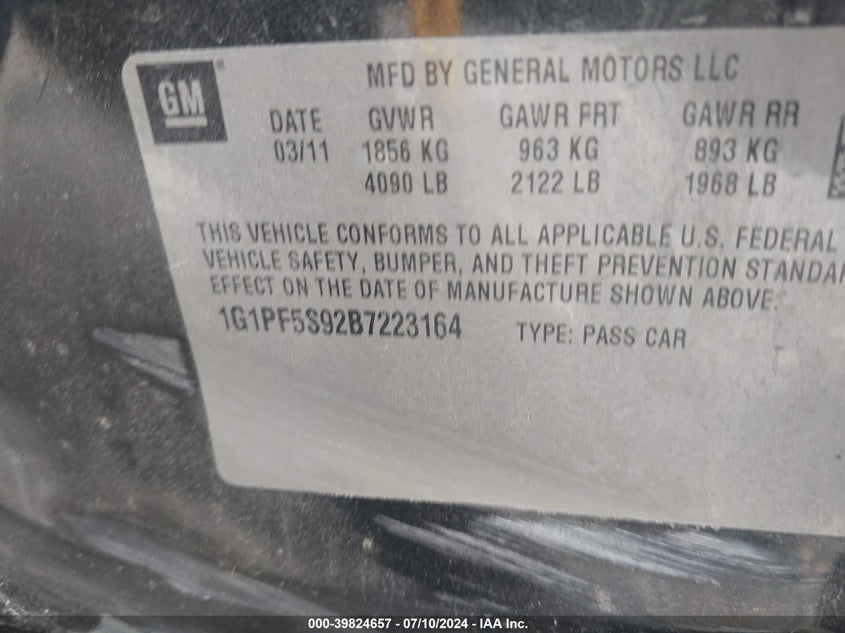 GM
MFD BY GENERAL MOTORS LLC
DATE GVWR GAWR FRT GAWR RR
03/11 1856 KG 963 KG 893 KG
4090 LB 2122 LB 1968 LB
THIS VEHICLE CONFORMS TO ALL APPLICABLE U.S. FEDERAL
VEHICLE SAFETY, BUMPER, AND THEFT PREVENTION STANDAR
EFFECT ON THE DATE OF MANUFACTURE SHOWN ABOVE.
1G1PF5S92B7223164 TYPE: PASS CAR
000-39824657 - 07/10/2024 - IAA Inc.